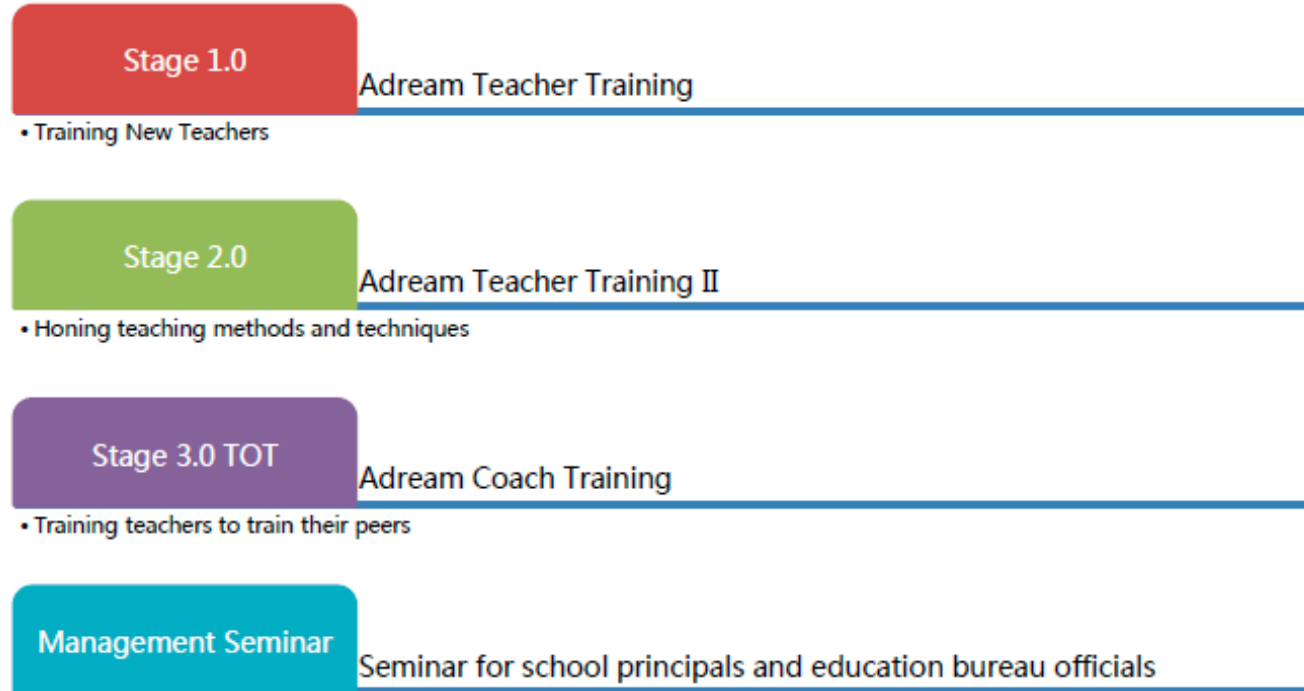 Stage 1.0
Adream Teacher Training
• Training New Teachers
Stage 2.0
Adream Teacher Training II
• Honing teaching methods and techniques
Stage 3.0 TOT
Adream Coach Training
• Training teachers to train their peers
Management Seminar
Seminar for school principals and education bureau officials